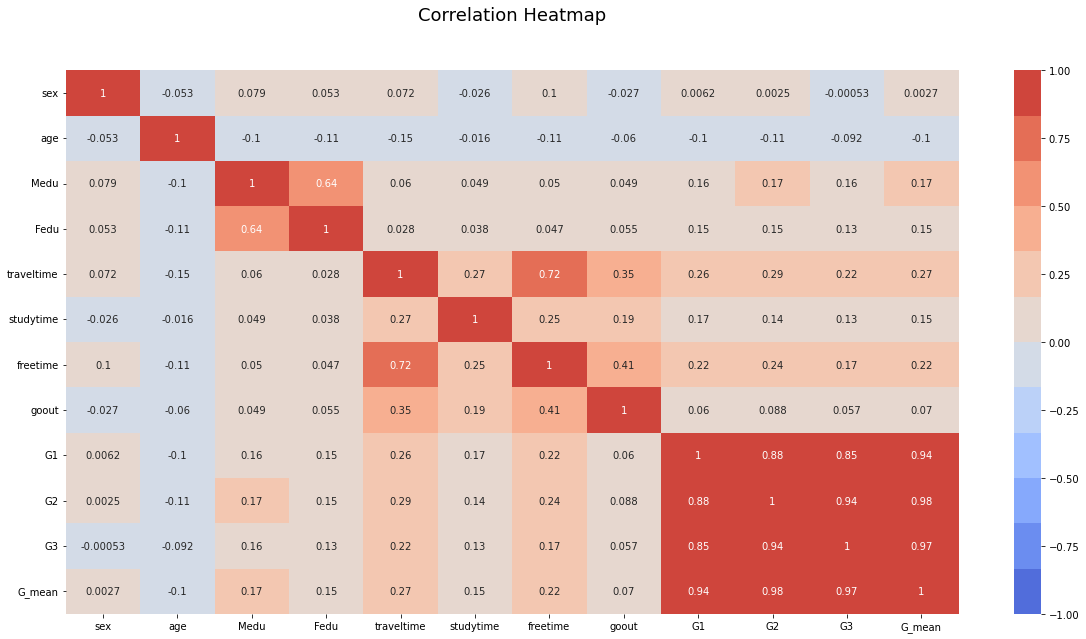 Correlation Heatmap
sex 1 -0.053 0.079 0.053 0.072 -0.026 0.1 -0.027 0.0062 0.0025 -0.00053 0.0027
age -0.053 1 -0.1 -0.11 -0.15 -0.016 -0.11 -0.06 -0.1 -0.11 -0.092 -0.1
Medu 0.079 -0.1 1 0.64 0.06 0.049 0.05 0.049 0.16 0.17 0.16 0.17
Fedu 0.053 -0.11 0.64 1 0.028 0.038 0.047 0.055 0.15 0.15 0.13 0.15
traveltime 0.072 -0.15 0.06 0.028 1 0.27 0.72 0.35 0.26 0.29 0.22 0.27
studytime -0.026 -0.016 0.049 0.038 0.27 1 0.25 0.19 0.17 0.14 0.13 0.15
freetime 0.1 -0.11 0.05 0.047 0.72 0.25 1 0.41 0.22 0.24 0.17 0.22
goout -0.027 -0.06 0.049 0.055 0.35 0.19 0.41 1 0.06 0.088 0.057 0.07
G1 0.0062 -0.1 0.16 0.15 0.26 0.17 0.22 0.06 1 0.88 0.85 0.94
G2 0.0025 -0.11 0.17 0.15 0.29 0.14 0.24 0.088 0.88 1 0.94 0.98
G3 -0.00053 -0.092 0.16 0.13 0.22 0.13 0.17 0.057 0.85 0.94 1 0.97
G_mean 0.0027 -0.1 0.17 0.15 0.27 0.15 0.22 0.07 0.94 0.98 0.97 1
sex age Medu Fedu traveltime studytime freetime goout G1 G2 G3 G_mean
1.00
0.75
0.50
0.25
0.00
−0.25
−0.50
−0.75
−1.00